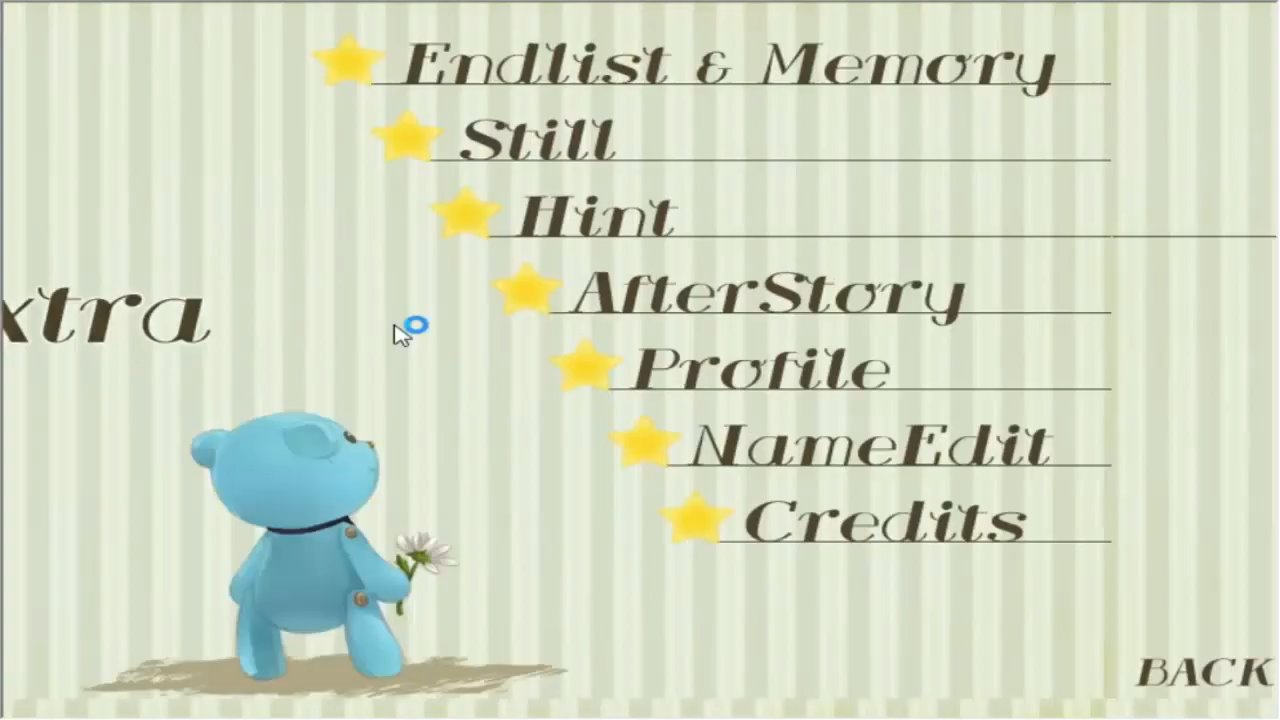 Endlist & Memory
Still
Hint
xtra
AfterStory
Profile
NameEdit
Credits
BACK